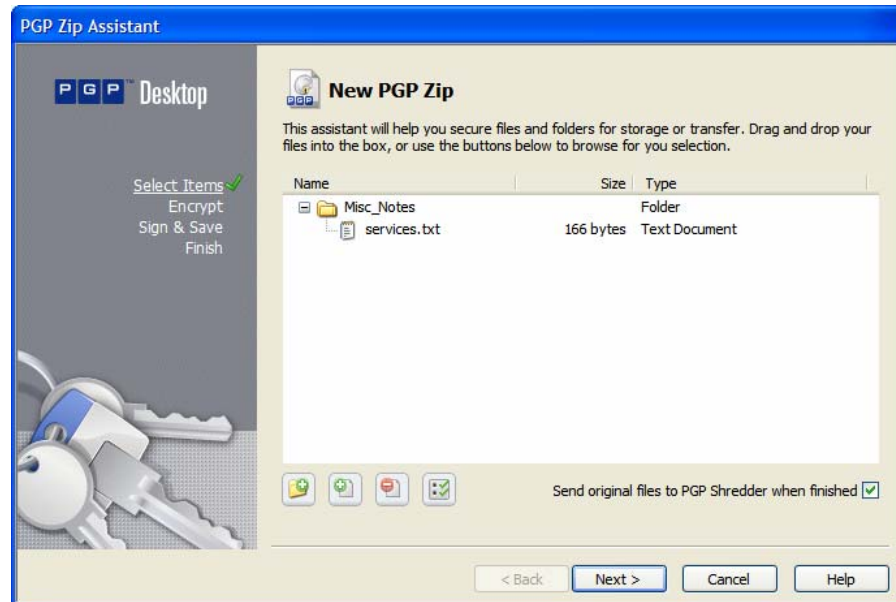 PGP Zip Assistant
PGP™ Desktop
Select Items
Encrypt
Sign & Save
Finish
PGP
New PGP Zip
This assistant will help you secure files and folders for storage or transfer. Drag and drop your
files into the box, or use the buttons below to browse for you selection.
Name Size Type
Misc_Notes Folder
services.txt 166 bytes Text Document
Send original files to PGP Shredder when finished
< Back Next > Cancel Help